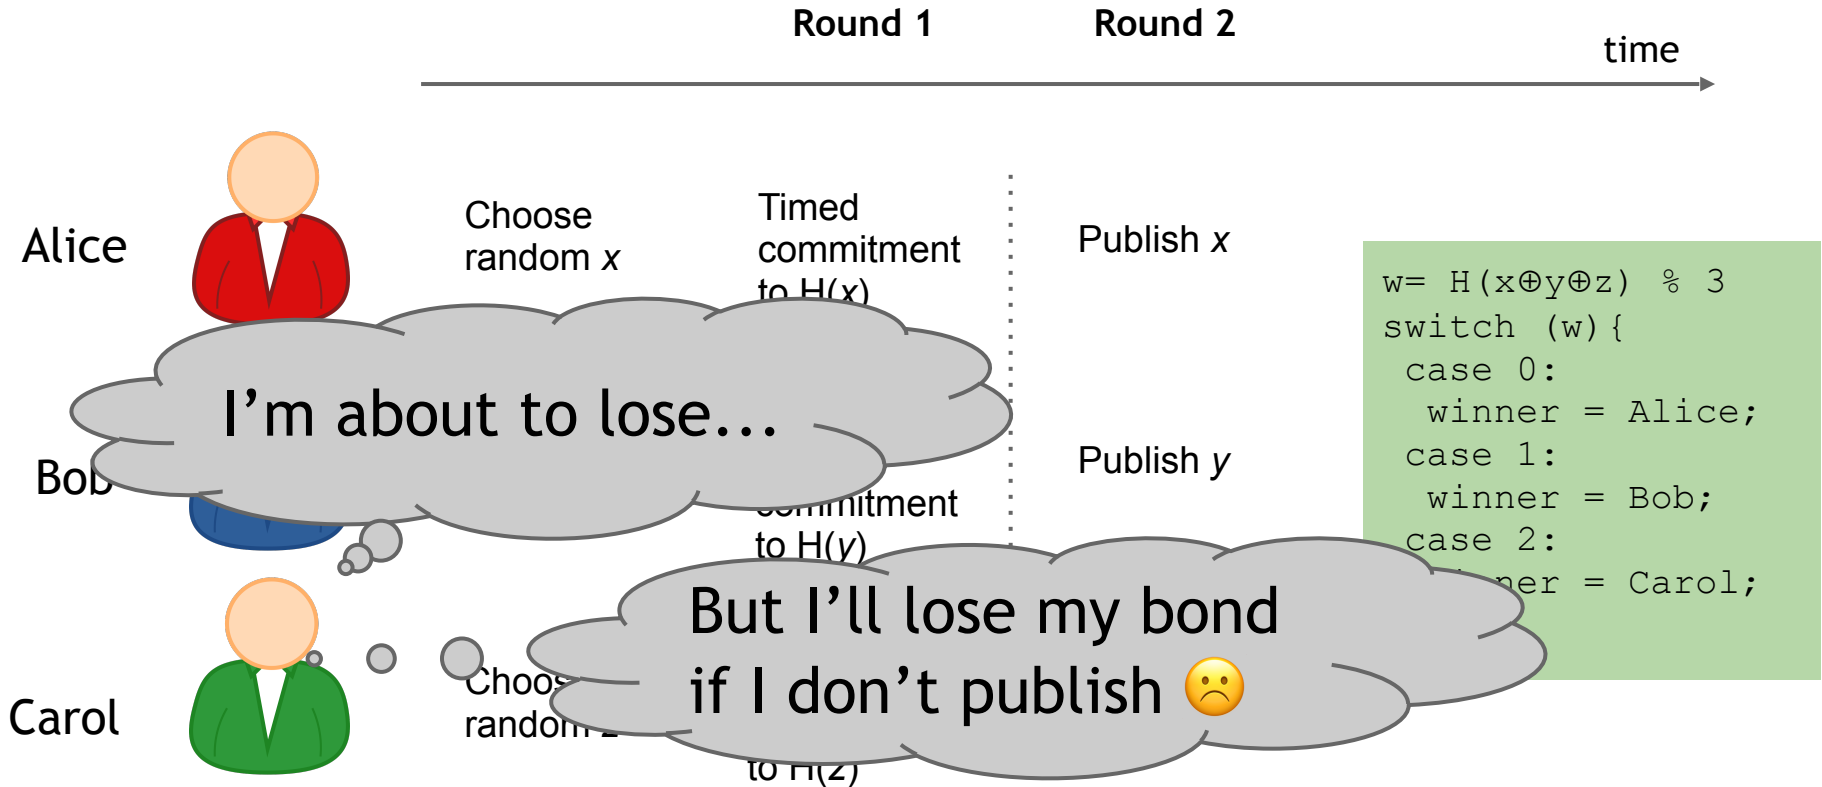 Round 1
Round 2
time
Alice
Choose
random x
Timed
commitment
to H(x)
Publish x
w= H(x⊕y⊕z) % 3
switch (w){
case 0:
winner = Alice;
case 1:
winner = Bob;
case 2:
= Carol;
I'm about to lose...
Bob
commitment
to H(y)
Publish y
But I'll lose my bond
if I don't publish ☹️
Carol
Choose
random z
to H(z)